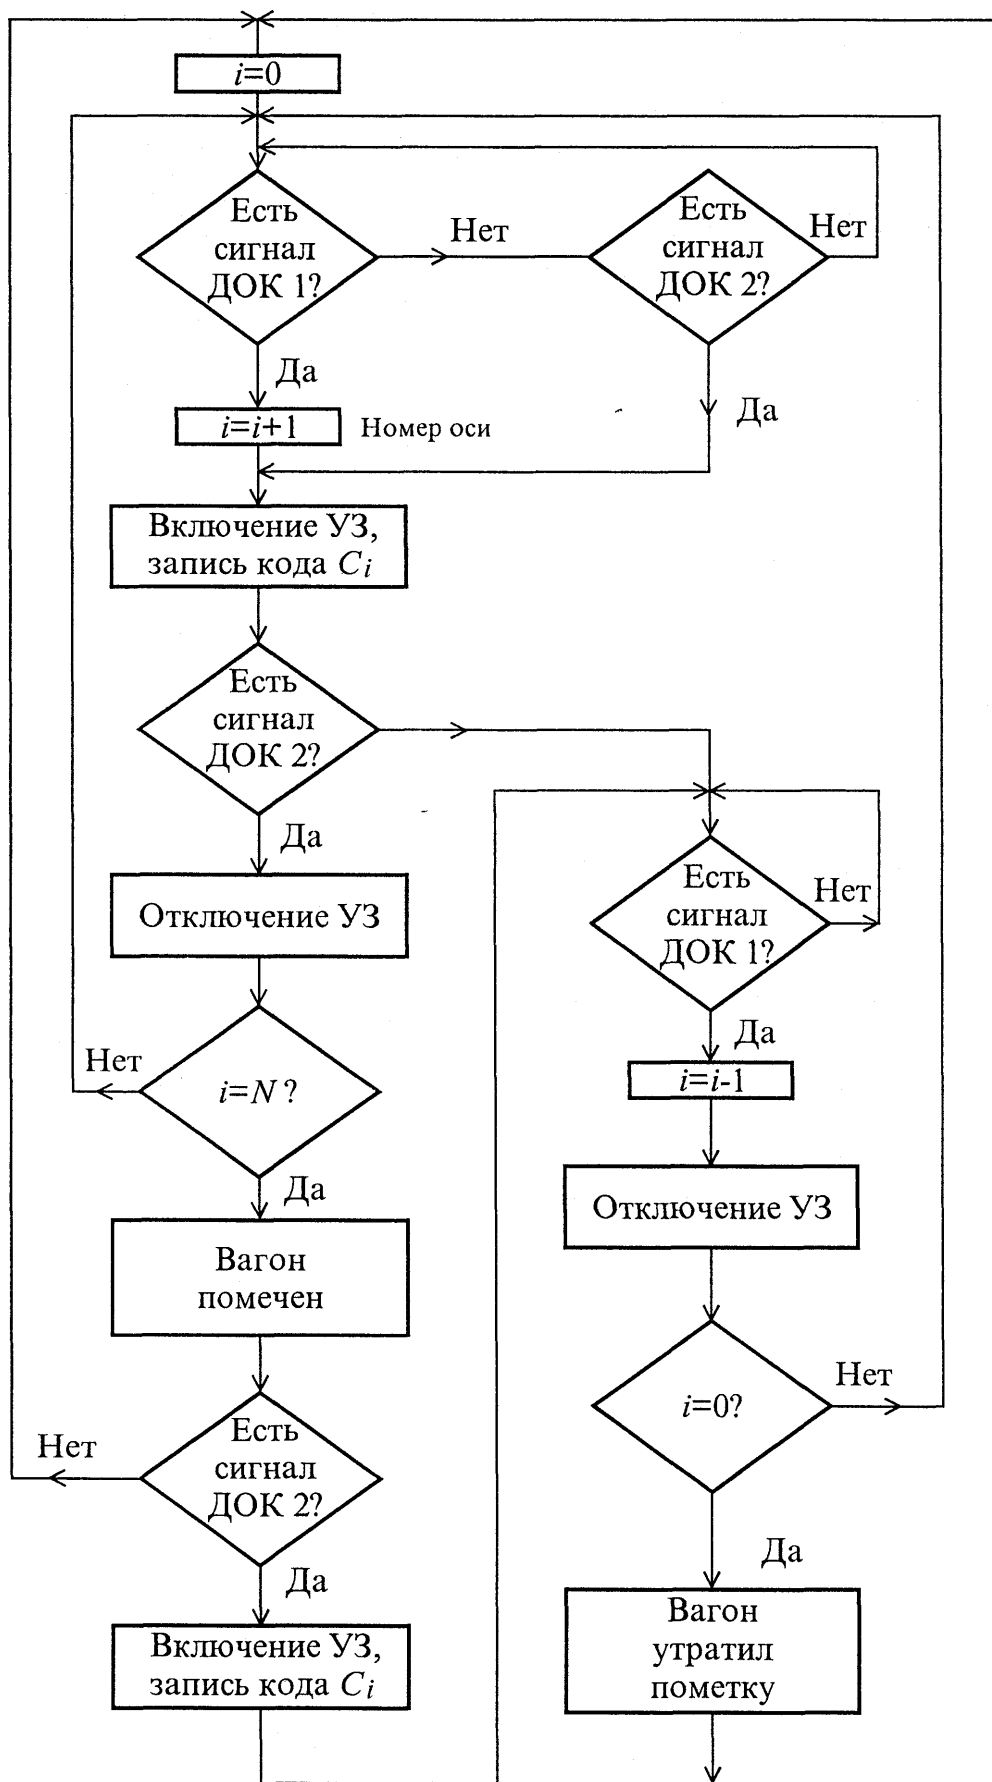 i=0
Есть
сигнал
ДОК 1?
Нет
Есть
сигнал
ДОК 2?
Нет
Да
Да
i=i+1
Номер оси
Включение УЗ,
запись кода Ci
Есть
сигнал
ДОК 2?
Да
Отключение УЗ
Есть
сигнал
ДОК 1?
Нет
Да
i=i-1
Нет
i=N ?
Да
Отключение УЗ
Вагон
помечен
i=0?
Нет
Нет
Есть
сигнал
ДОК 2?
Да
Да
Включение УЗ,
запись кода Ci
Вагон
утратил
пометку